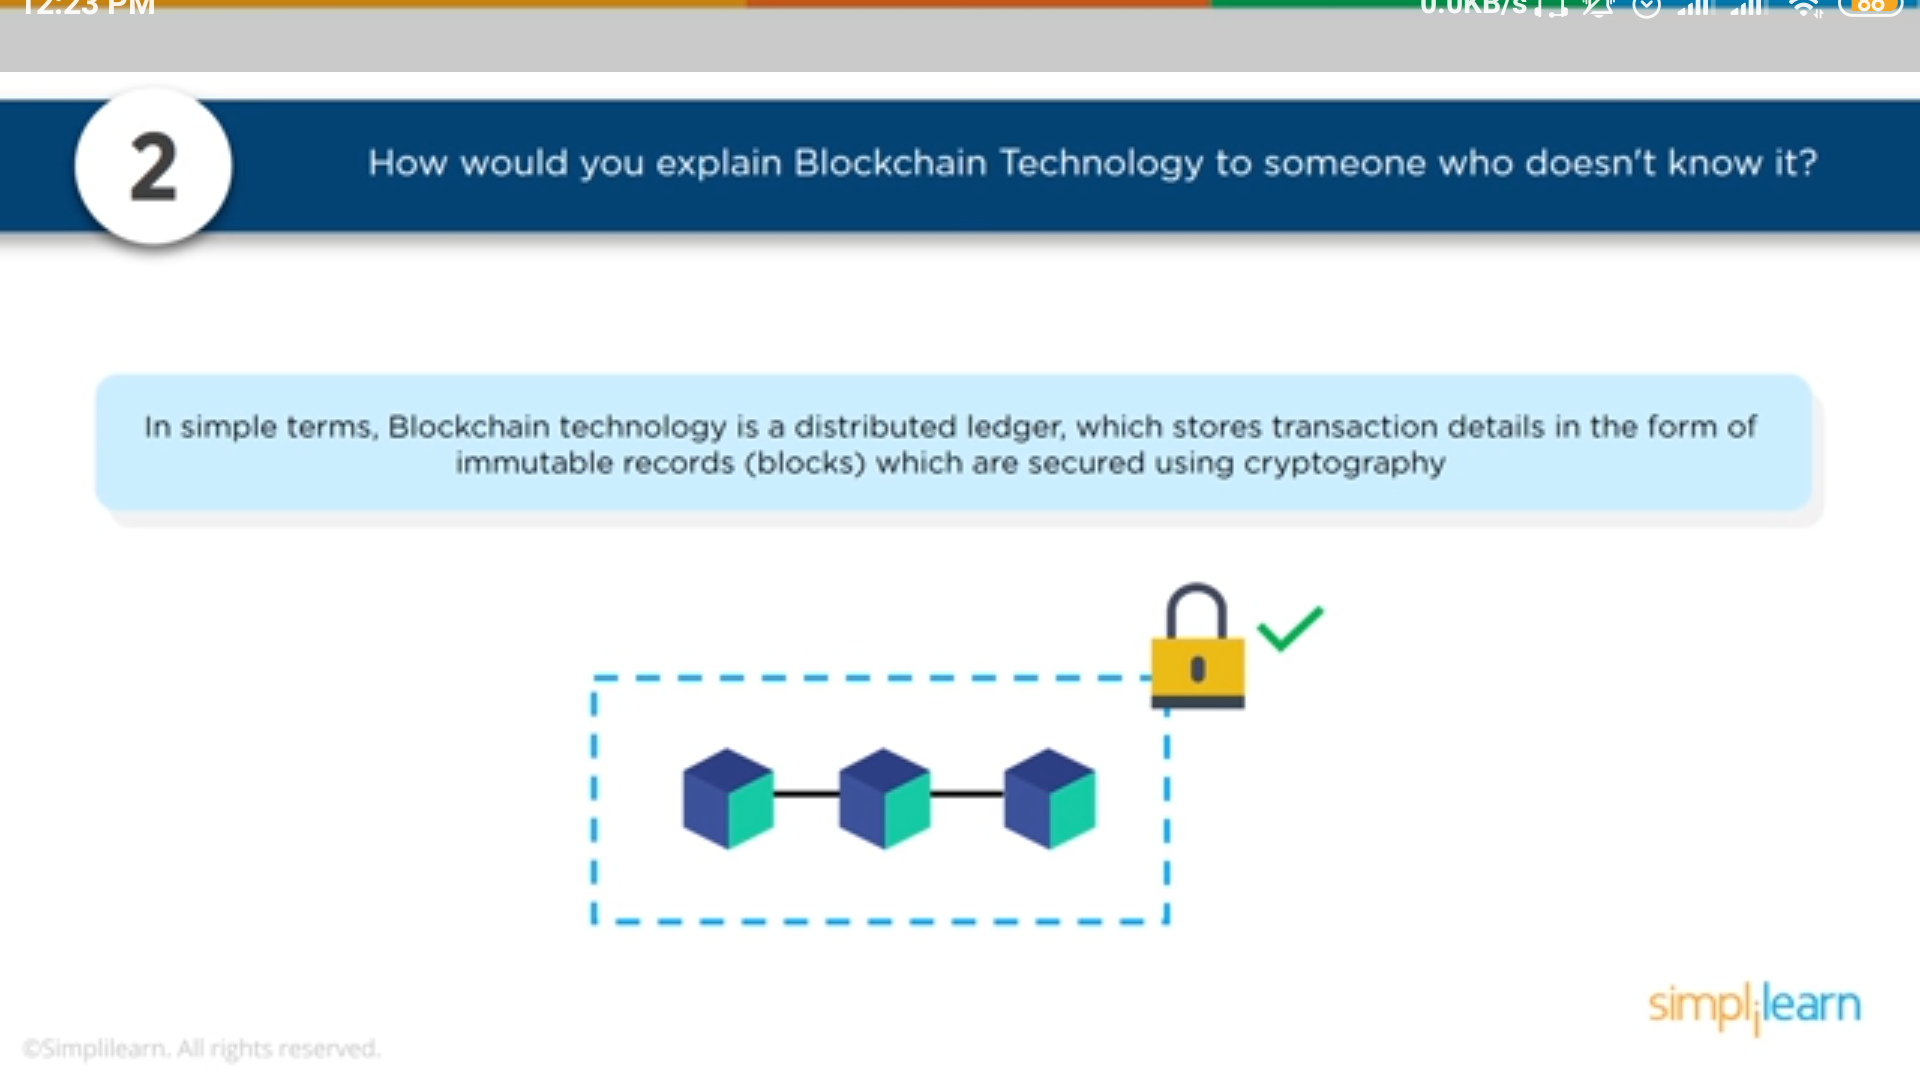 12:23 PM
0.0KB/s
2
How would you explain Blockchain Technology to someone who doesn't know it?
In simple terms, Blockchain technology is a distributed ledger, which stores transaction details in the form of
immutable records (blocks) which are secured using cryptography
simplilearn
©Simplilearn. All rights reserved.